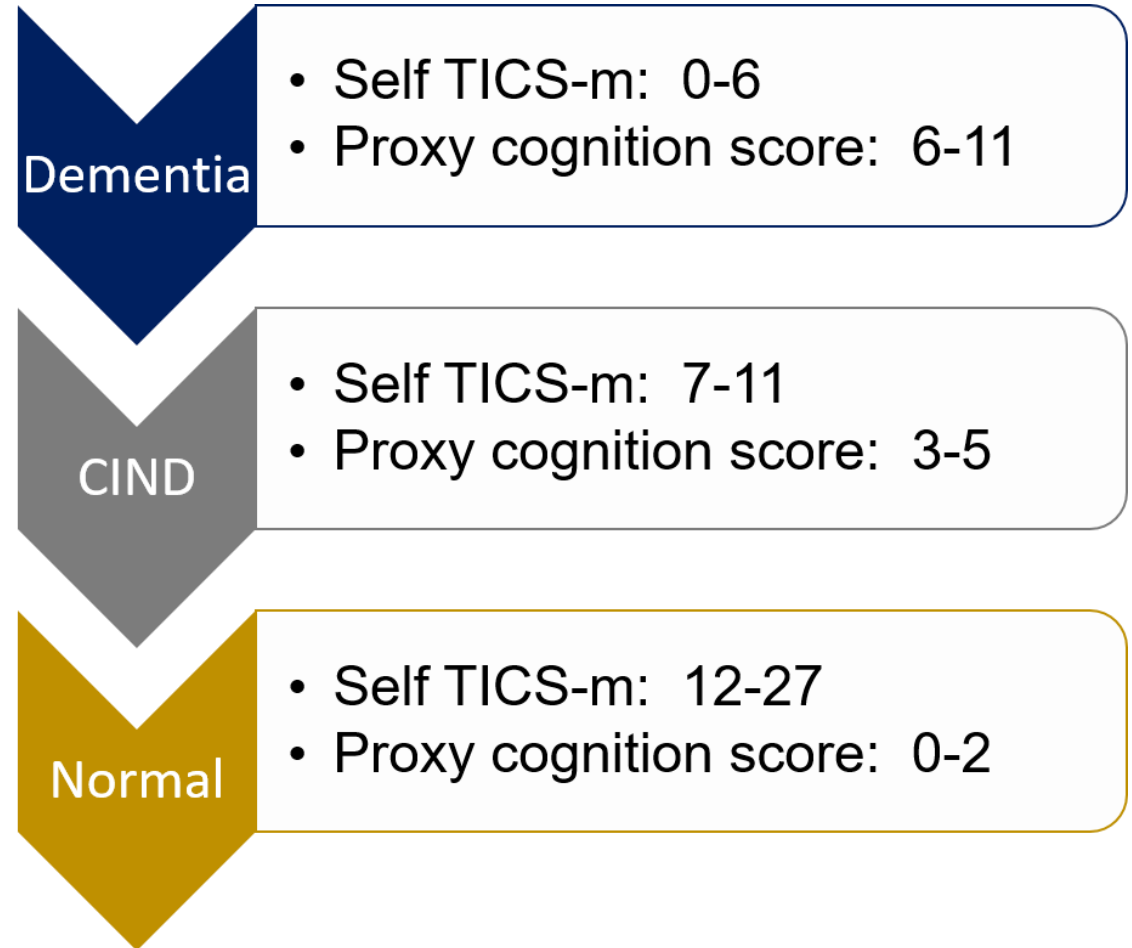 Dementia
• Self TICS-m:  0-6
• Proxy cognition score:  6-11
CIND
• Self TICS-m:  7-11
• Proxy cognition score:  3-5
Normal
• Self TICS-m:  12-27
• Proxy cognition score:  0-2